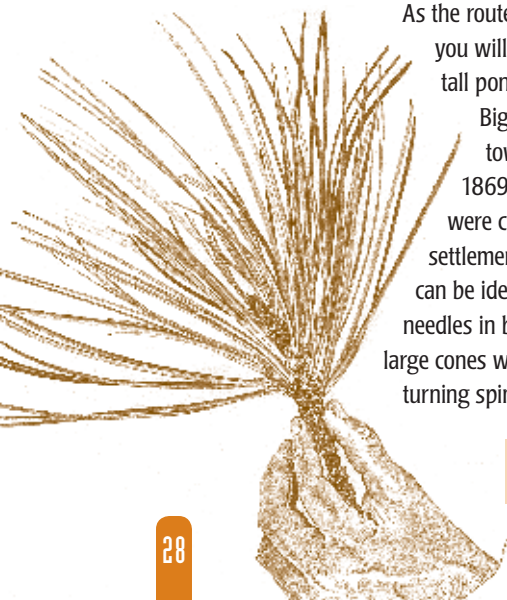 As the route
you will
tall pon
Big
tow
1869
were c
settlemen
can be ide
needles in b
large cones w
turning spir
28